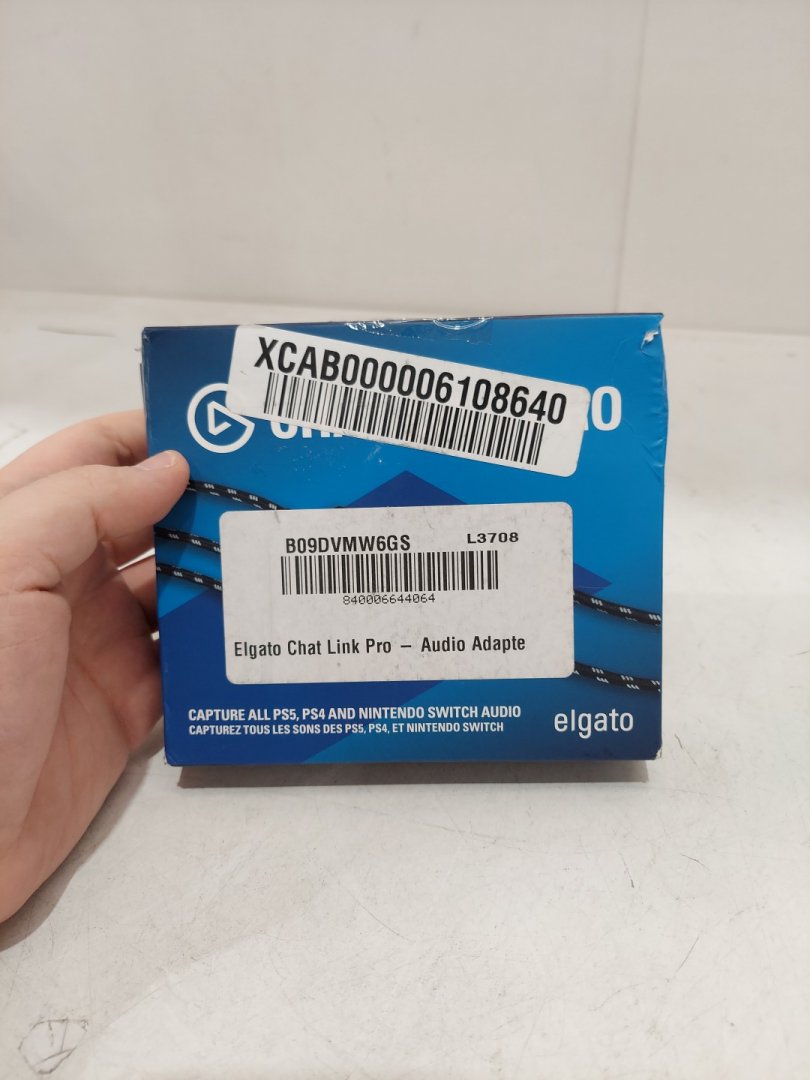 XCAB000006108640
B09DVMW6GS L3708
840006644064
Elgato Chat Link Pro – Audio Adapte
CAPTURE ALL PS5, PS4 AND NINTENDO SWITCH AUDIO
CAPTUREZ TOUS LES SONS DES PS5, PS4, ET NINTENDO SWITCH
elgato